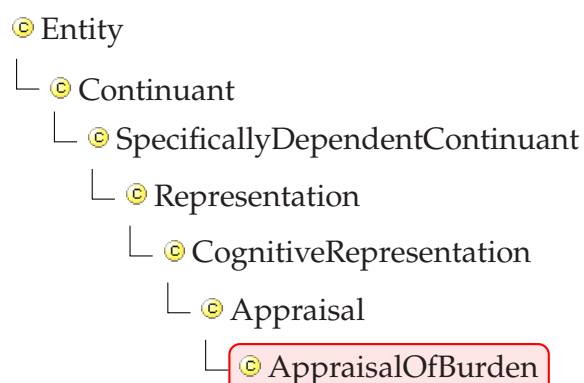 Entity
Continuant
SpecificallyDependentContinuant
Representation
CognitiveRepresentation
Appraisal
AppraisalOfBurden